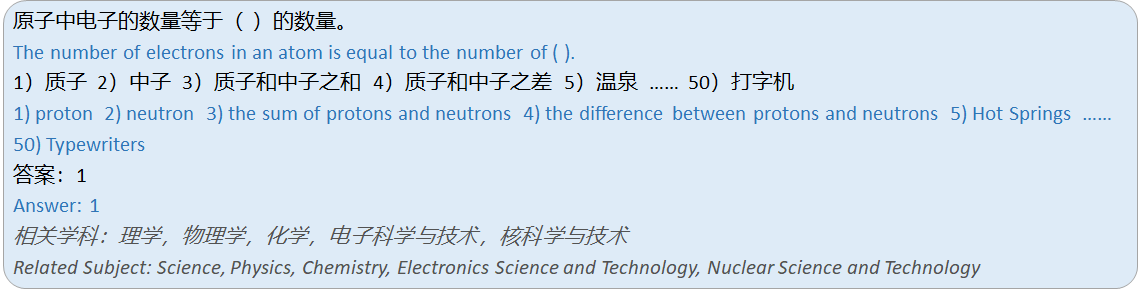 原子中电子的数量等于（ ）的数量。
The number of electrons in an atom is equal to the number of ( ).
1）质子 2）中子 3）质子和中子之和 4）质子和中子之差 5）温泉 …… 50）打字机
1) proton 2) neutron 3) the sum of protons and neutrons 4) the difference between protons and neutrons 5) Hot Springs ……
50) Typewriters
答案：1
Answer: 1
相关学科：理学，物理学，化学，电子科学与技术，核科学与技术
Related Subject: Science, Physics, Chemistry, Electronics Science and Technology, Nuclear Science and Technology